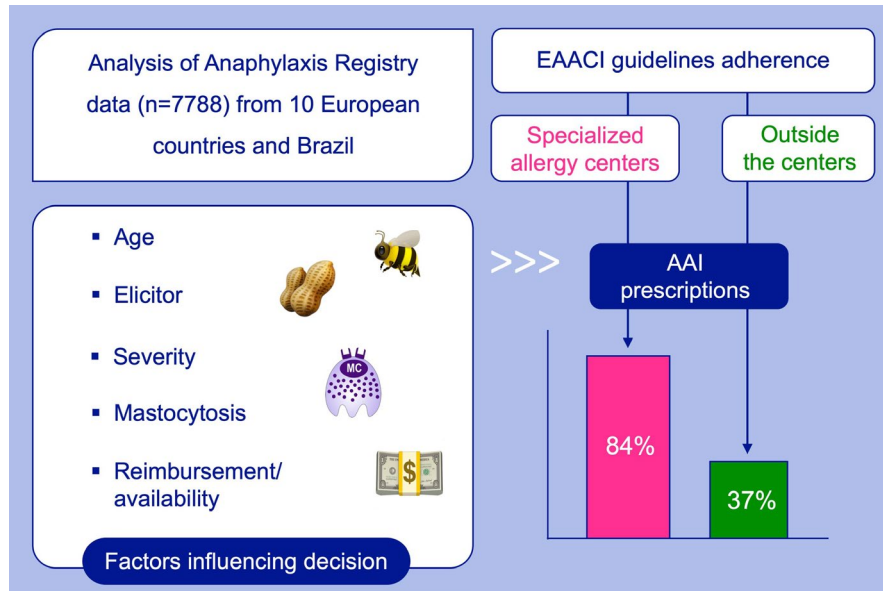 Analysis of Anaphylaxis Registry
data (n=7788) from 10 European
countries and Brazil
▪ Age
▪ Elicitor
▪ Severity
▪ Mastocytosis
▪ Reimbursement/
availability
MC
$
Factors influencing decision
>>>
EAACI guidelines adherence
Specialized
allergy centers
Outside
the centers
AAI
prescriptions
84%
37%